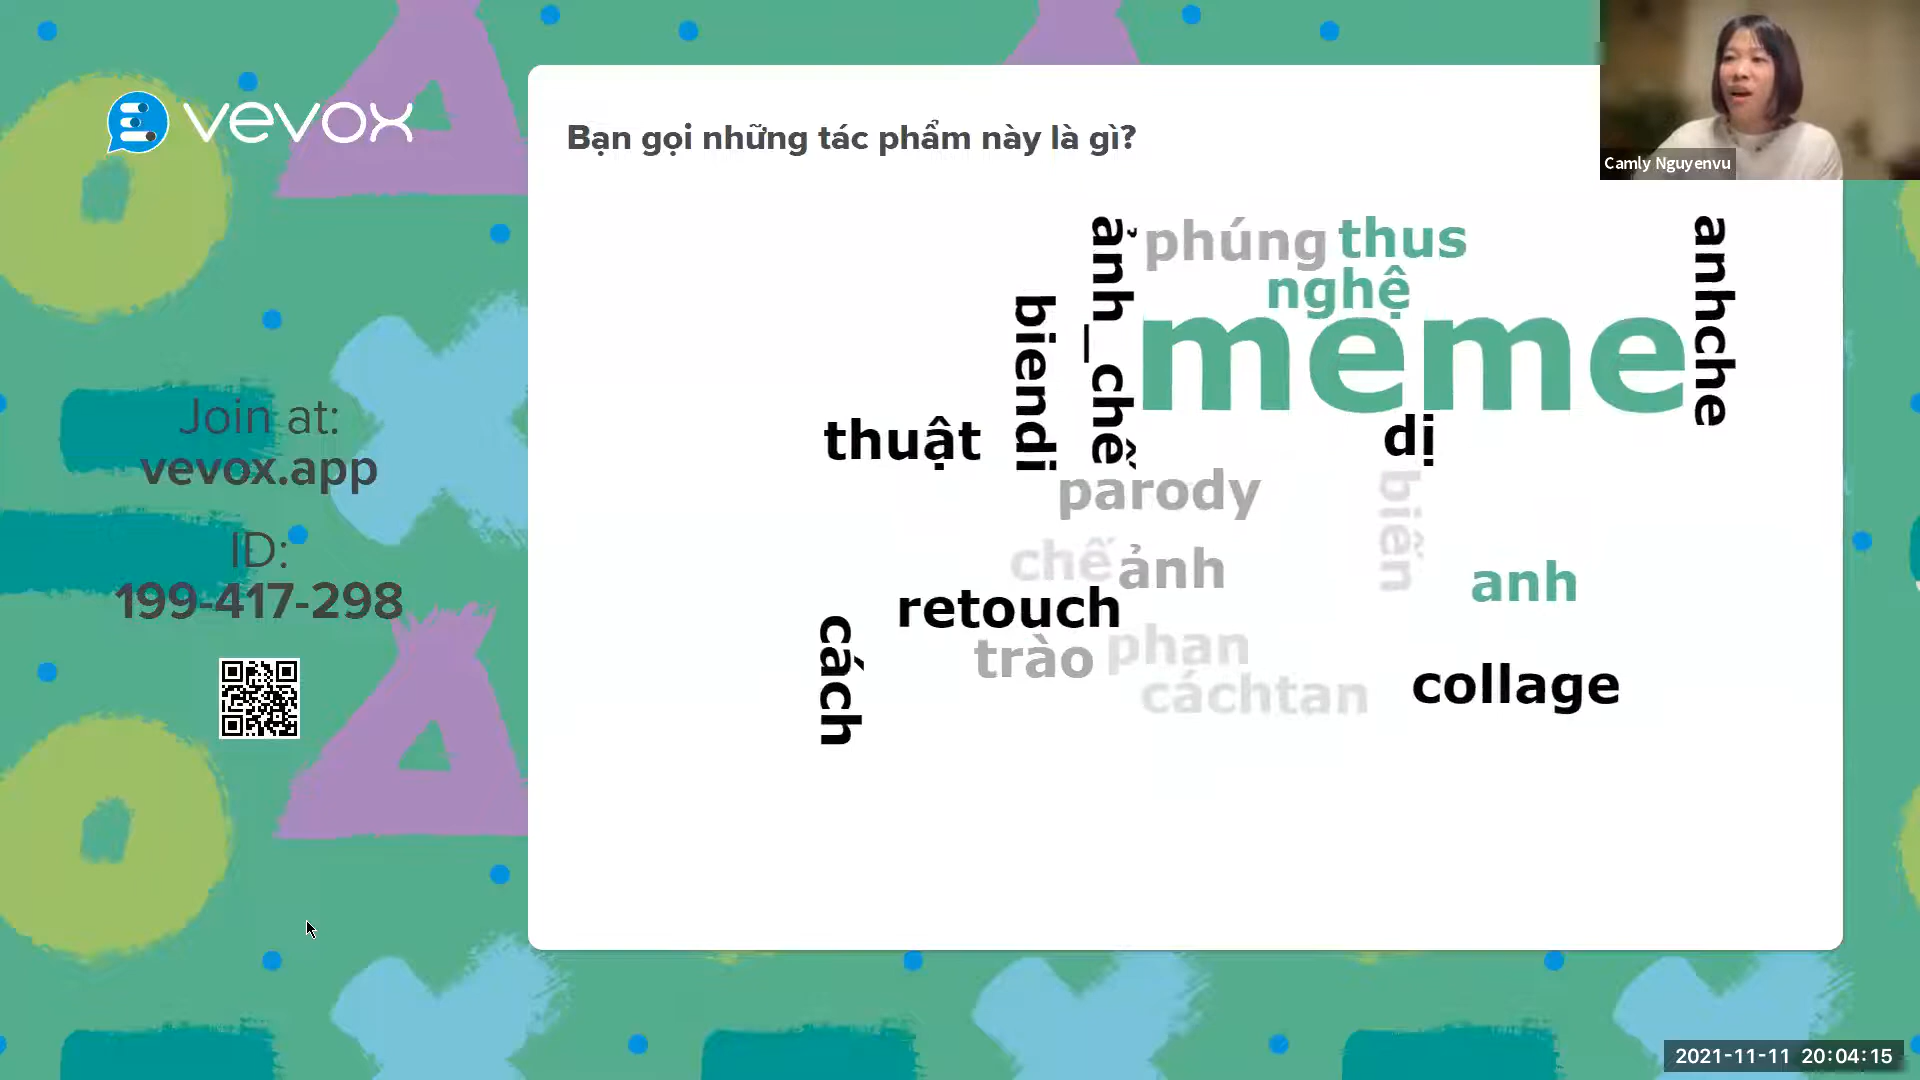 vevox
Bạn gọi những tác phẩm này là gì?
Camly Nguyenvu
Join at:
vevox.app
ID:
199-417-298
ảnh_chế
phúng
thus
anhche
nghệ
biendi
meme
thuật
dị
parody
biến
chế
ảnh
anh
retouch
cách
trào
phan
cáchtan
collage
2021-11-11 20:04:15